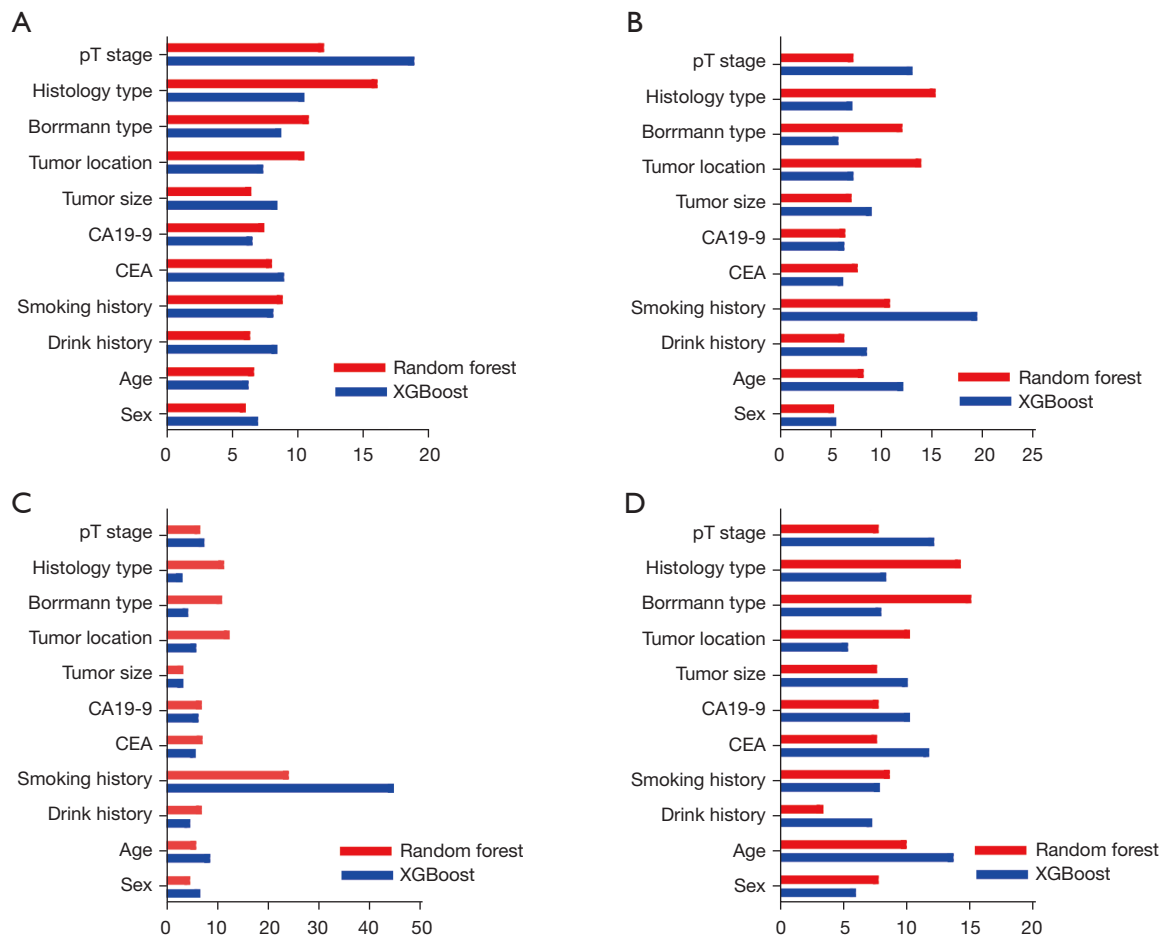 A
pT stage
Histology type
Borrmann type
Tumor location
Tumor size
CA19-9
CEA
Smoking history
Drink history
Age
Sex
Random forest
XGBoost
0 5 10 15 20
B
pT stage
Histology type
Borrmann type
Tumor location
Tumor size
CA19-9
CEA
Smoking history
Drink history
Age
Sex
Random forest
XGBoost
0 5 10 15 20 25
C
pT stage
Histology type
Borrmann type
Tumor location
Tumor size
CA19-9
CEA
Smoking history
Drink history
Age
Sex
Random forest
XGBoost
0 10 20 30 40 50
D
pT stage
Histology type
Borrmann type
Tumor location
Tumor size
CA19-9
CEA
Smoking history
Drink history
Age
Sex
Random forest
XGBoost
0 5 10 15 20